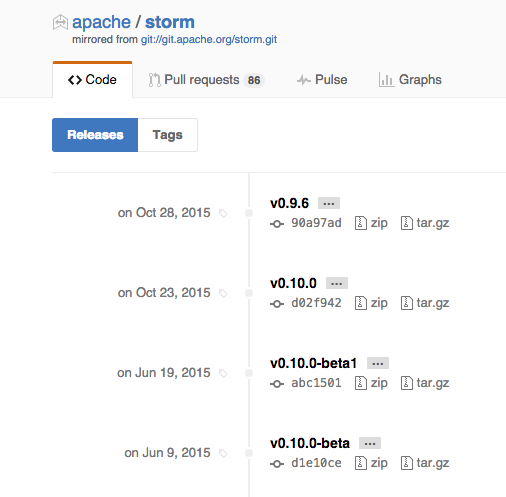 apache / storm
mirrored from git://git.apache.org/storm.git
Code Pull requests 86 Pulse Graphs
Releases Tags
on Oct 28, 2015 v0.9.6 ...
90a97ad zip tar.gz
on Oct 23, 2015 v0.10.0 ...
d02f942 zip tar.gz
on Jun 19, 2015 v0.10.0-beta1 ...
abc1501 zip tar.gz
on Jun 9, 2015 v0.10.0-beta ...
d1e10ce zip tar.gz